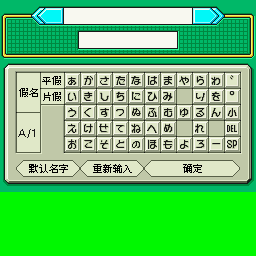 平假 あ か さ た な は ま や ら わ ゛
假名 片假 い き し ち に ひ み り を ゜
う く す つ ぬ ふ む ゆ る ん 小
A/1 え け せ て ね へ め れ DEL
お こ そ と の ほ も よ ろ ー SP
默认名字 重新输入 确定